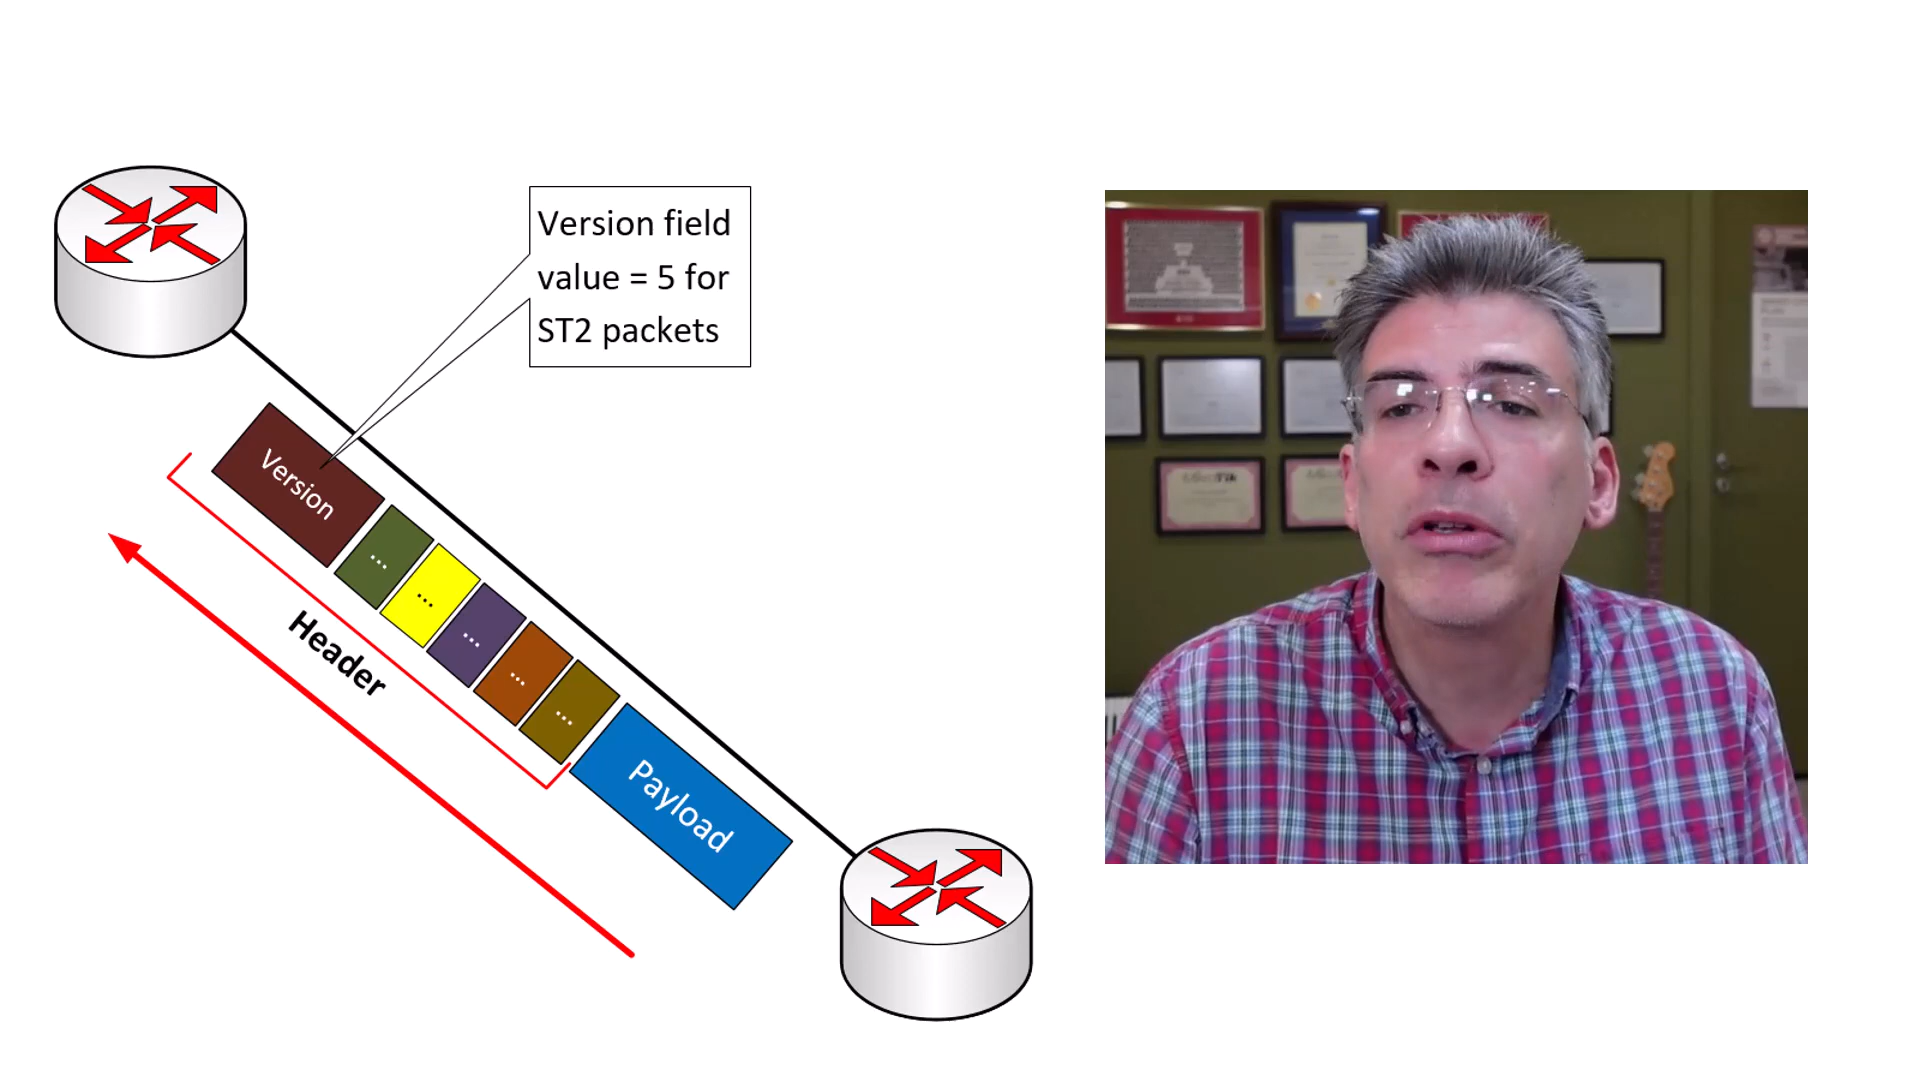 Version field
value = 5 for
ST2 packets
Version
...
...
...
...
...
Header
Payload